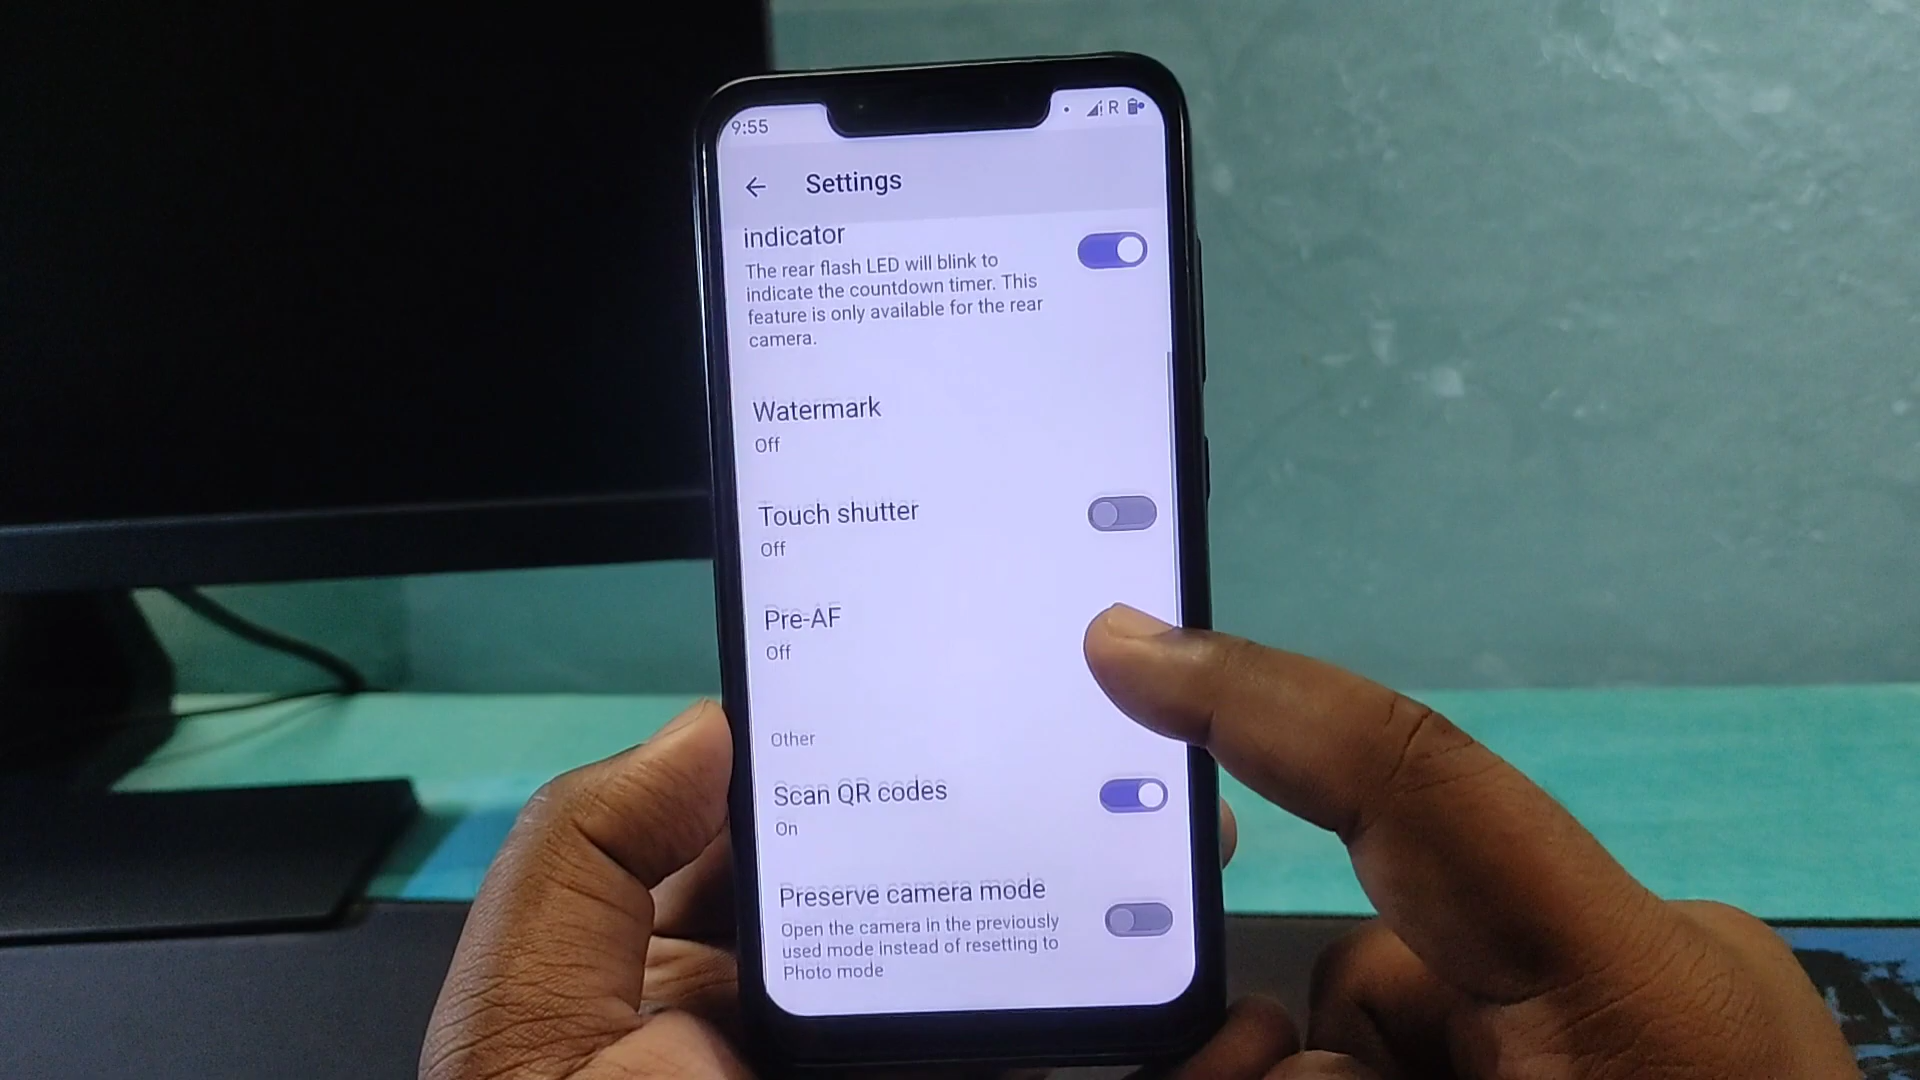 9:55
R
Settings
indicator
The rear flash LED will blink to
indicate the countdown timer. This
feature is only available for the rear
camera.
Watermark
Off
Touch shutter
Off
Pre-AF
Off
Other
Scan QR codes
On
Preserve camera mode
Open the camera in the previously
used mode instead of resetting to
Photo mode